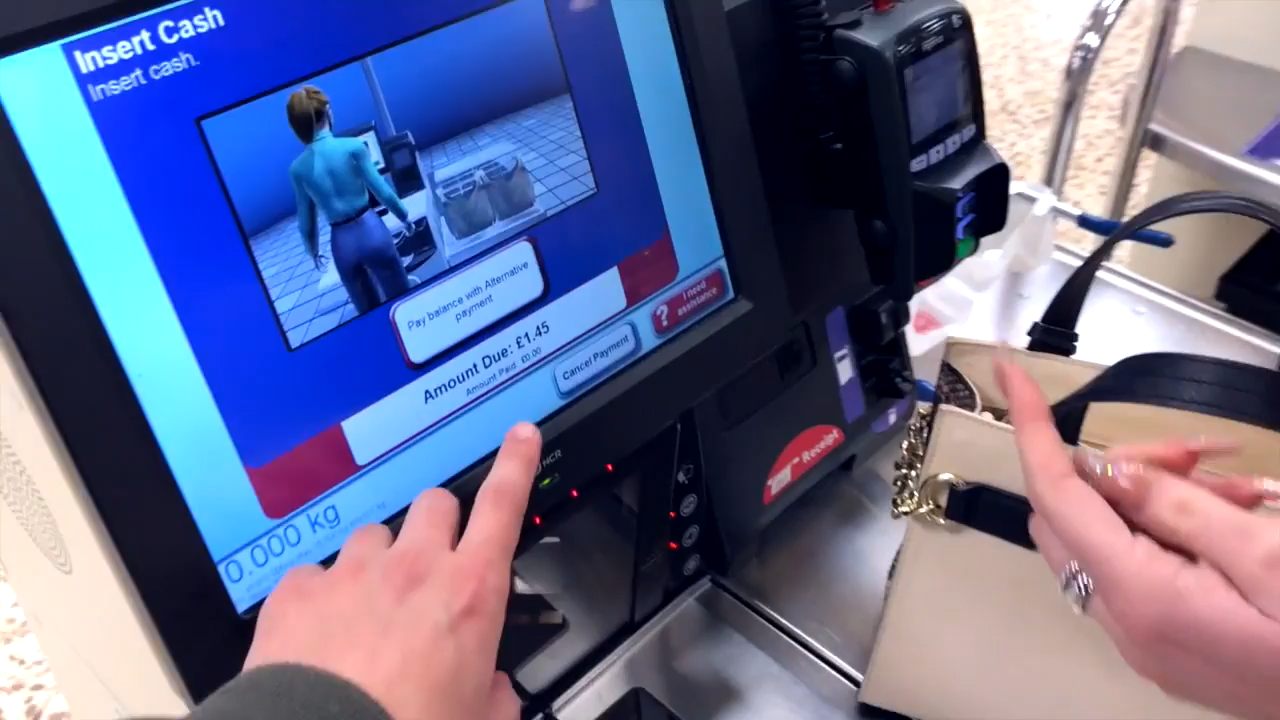 Insert Cash
Insert cash.
Pay balance with Alternative
payment
Amount Due: £1.45
Amount Paid: £0.00
Cancel Payment
? I need
assistance
0.000 kg
NCR
Receipt